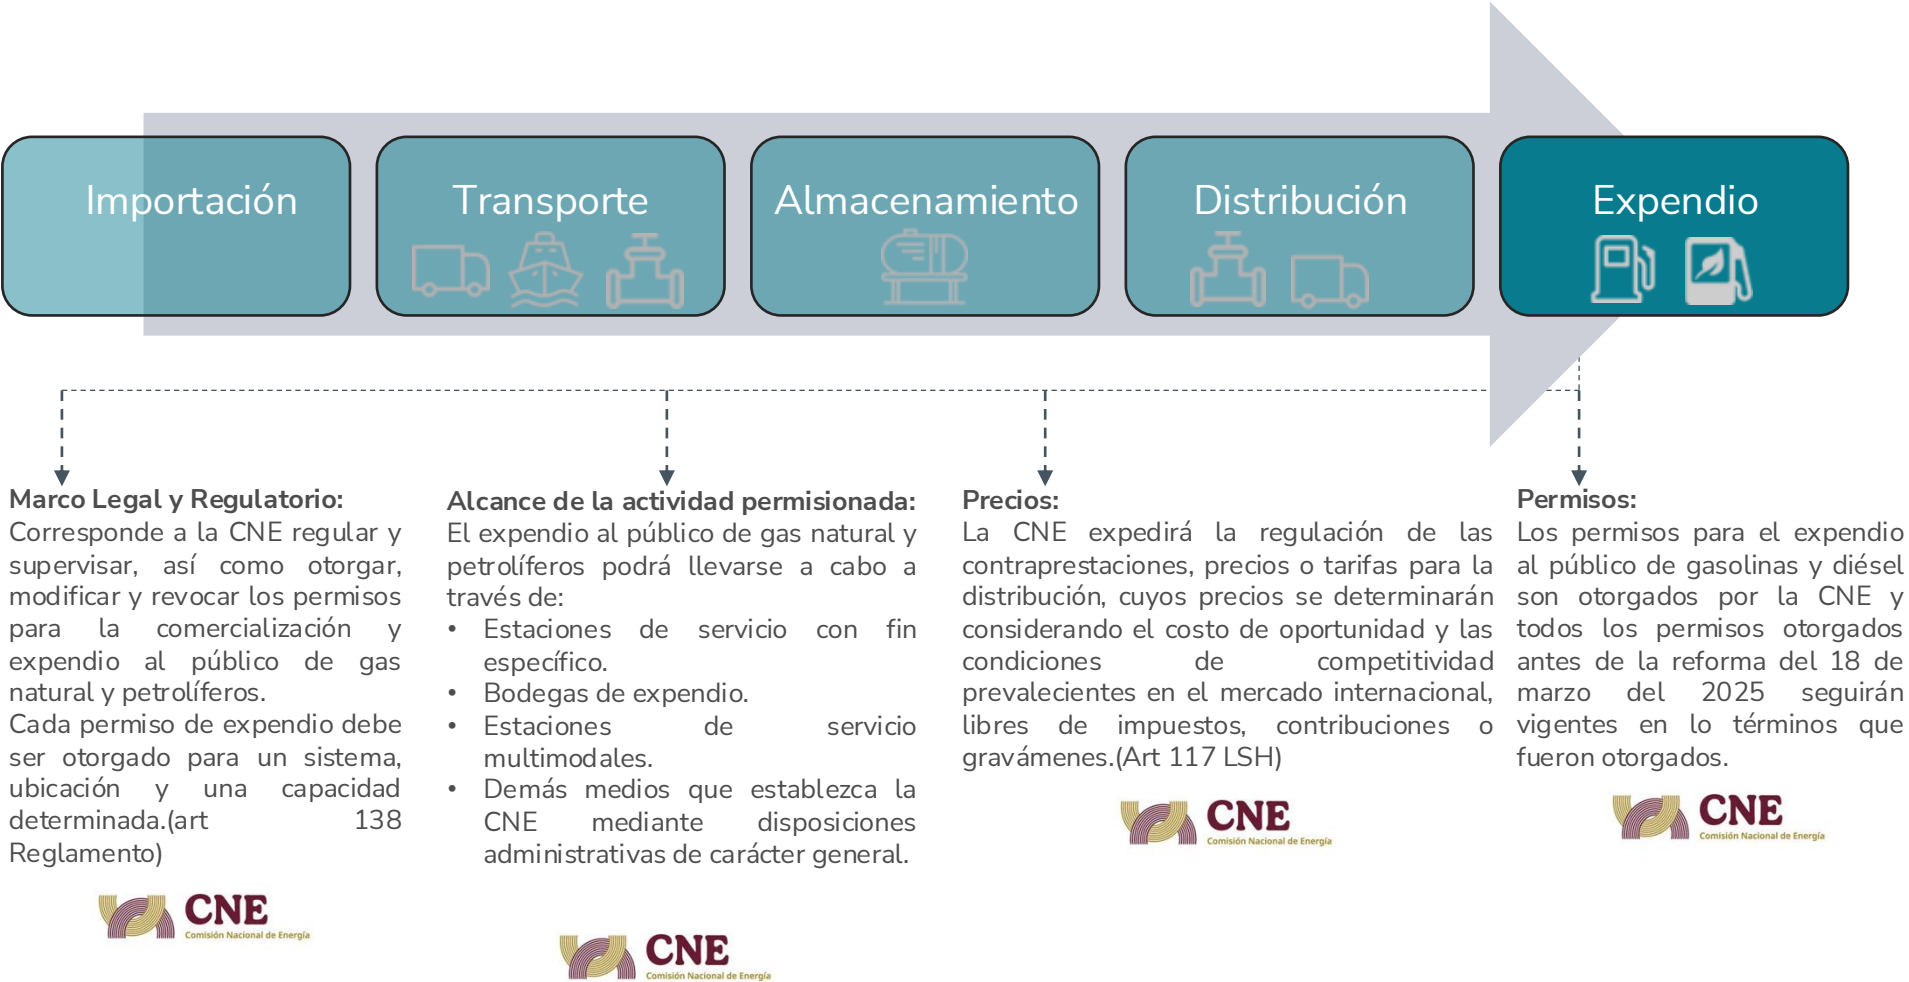 Importación
Transporte
Almacenamiento
Distribución
Expendio
Marco Legal y Regulatorio:
Corresponde a la CNE regular y
supervisar, así como otorgar,
modificar y revocar los permisos
para la comercialización y
expendio al público de gas
natural y petrolíferos.
Cada permiso de expendio debe
ser otorgado para un sistema,
ubicación y una capacidad
determinada.(art 138
Reglamento)
CNE
Comisión Nacional de Energía
Alcance de la actividad permisionada:
El expendio al público de gas natural y
petrolíferos podrá llevarse a cabo a
través de:
• Estaciones de servicio con fin
específico.
• Bodegas de expendio.
• Estaciones de servicio
multimodales.
• Demás medios que establezca la
CNE mediante disposiciones
administrativas de carácter general.
CNE
Comisión Nacional de Energía
Precios:
La CNE expedirá la regulación de las
contraprestaciones, precios o tarifas para la
distribución, cuyos precios se determinarán
considerando el costo de oportunidad y las
condiciones de competitividad
prevalecientes en el mercado internacional,
libres de impuestos, contribuciones o
gravámenes.(Art 117 LSH)
CNE
Comisión Nacional de Energía
Permisos:
Los permisos para el expendio
al público de gasolinas y diésel
son otorgados por la CNE y
todos los permisos otorgados
antes de la reforma del 18 de
marzo del 2025 seguirán
vigentes en lo términos que
fueron otorgados.
CNE
Comisión Nacional de Energía